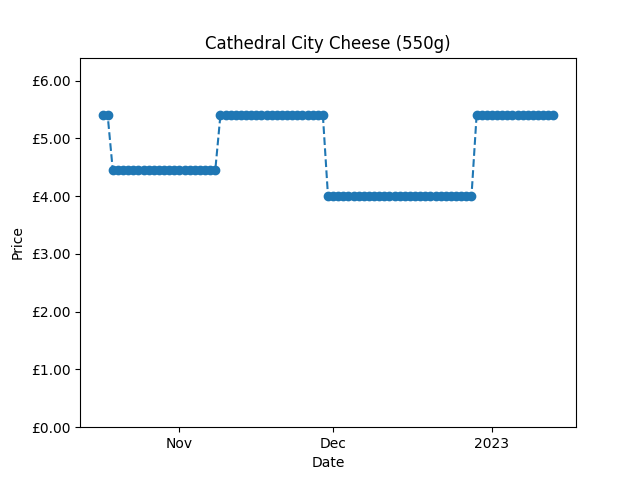 Cathedral City Cheese (550g)
£6.00
£5.00
£4.00
£3.00
£2.00
£1.00
£0.00
Price
Nov
Dec
2023
Date